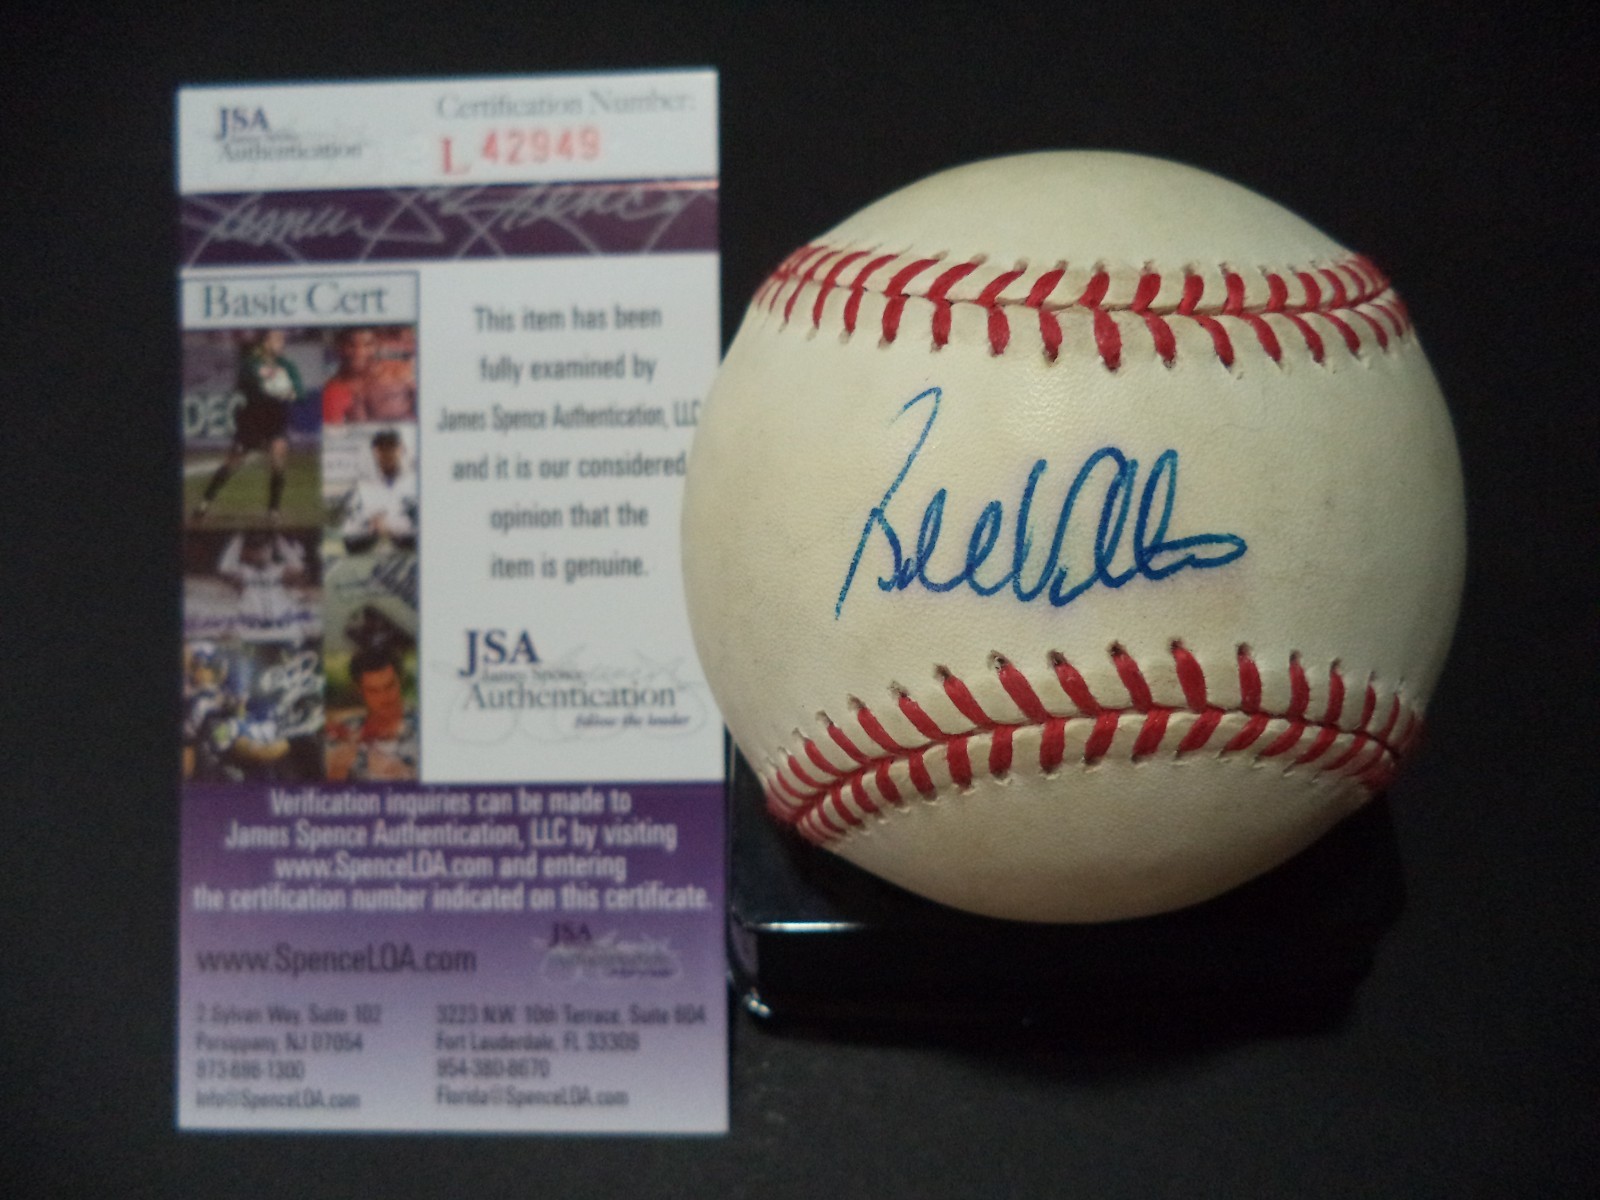 JSA
Authentication
Certification Number:
L 42949
James Spence
Basic Cert
DEC
This item has been
fully examined by
James Spence Authentication, LLC
and it is our considered
opinion that the
item is genuine.
JSA
James Spence
Authentication
follow the leader
Verification inquiries can be made to
James Spence Authentication, LLC by visiting
www.SpenceLOA.com and entering
the certification number indicated on this certificate.
www.SpenceLOA.com
JSA
Authentication
2 Sylvan Way, Suite 102
Parsippany, NJ 07054
973-898-1300
Info@SpenceLOA.com
3223 N.W. 10th Terrace, Suite 604
Fort Lauderdale, FL 33309
954-380-8670
Florida@SpenceLOA.com